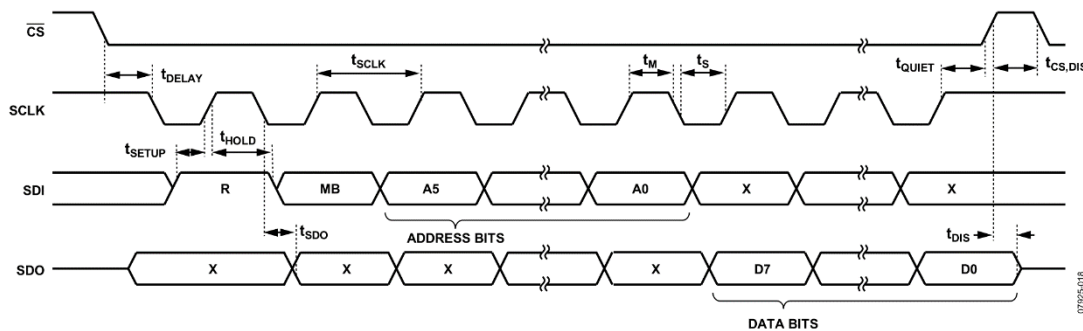 CS
tDELAY
tSCLK
tM
tS
tQUIET
tCS,DIS
SCLK
tSETUP
tHOLD
SDI
R
MB
A5
A0
X
X
tSDO
ADDRESS BITS
tDIS
SDO
X
X
X
X
D7
D0
DATA BITS
07925-018